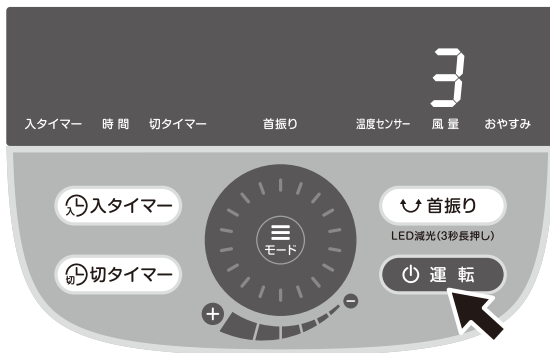 3
入タイマー 時間 切タイマー 首振り 温度センサー 風量 おやすみ
入 入タイマー
首振り
モード
LED減光(3秒長押し)
切 切タイマー
運転
+ -